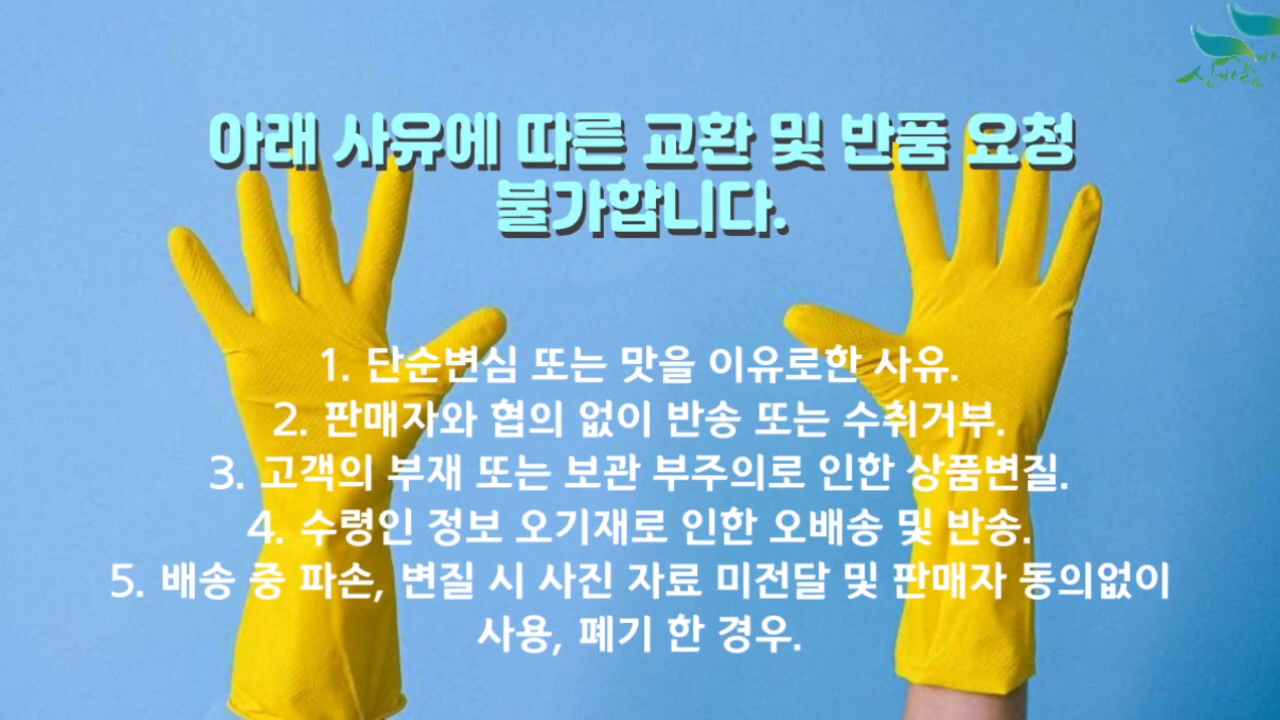 신바람
아래 사유에 따른 교환 및 반품 요청
불가합니다.
1. 단순변심 또는 맛을 이유로한 사유.
2. 판매자와 협의 없이 반송 또는 수취거부.
3. 고객의 부재 또는 보관 부주의로 인한 상품변질.
4. 수령인 정보 오기재로 인한 오배송 및 반송.
5. 배송 중 파손, 변질 시 사진 자료 미전달 및 판매자 동의없이
사용, 폐기 한 경우.